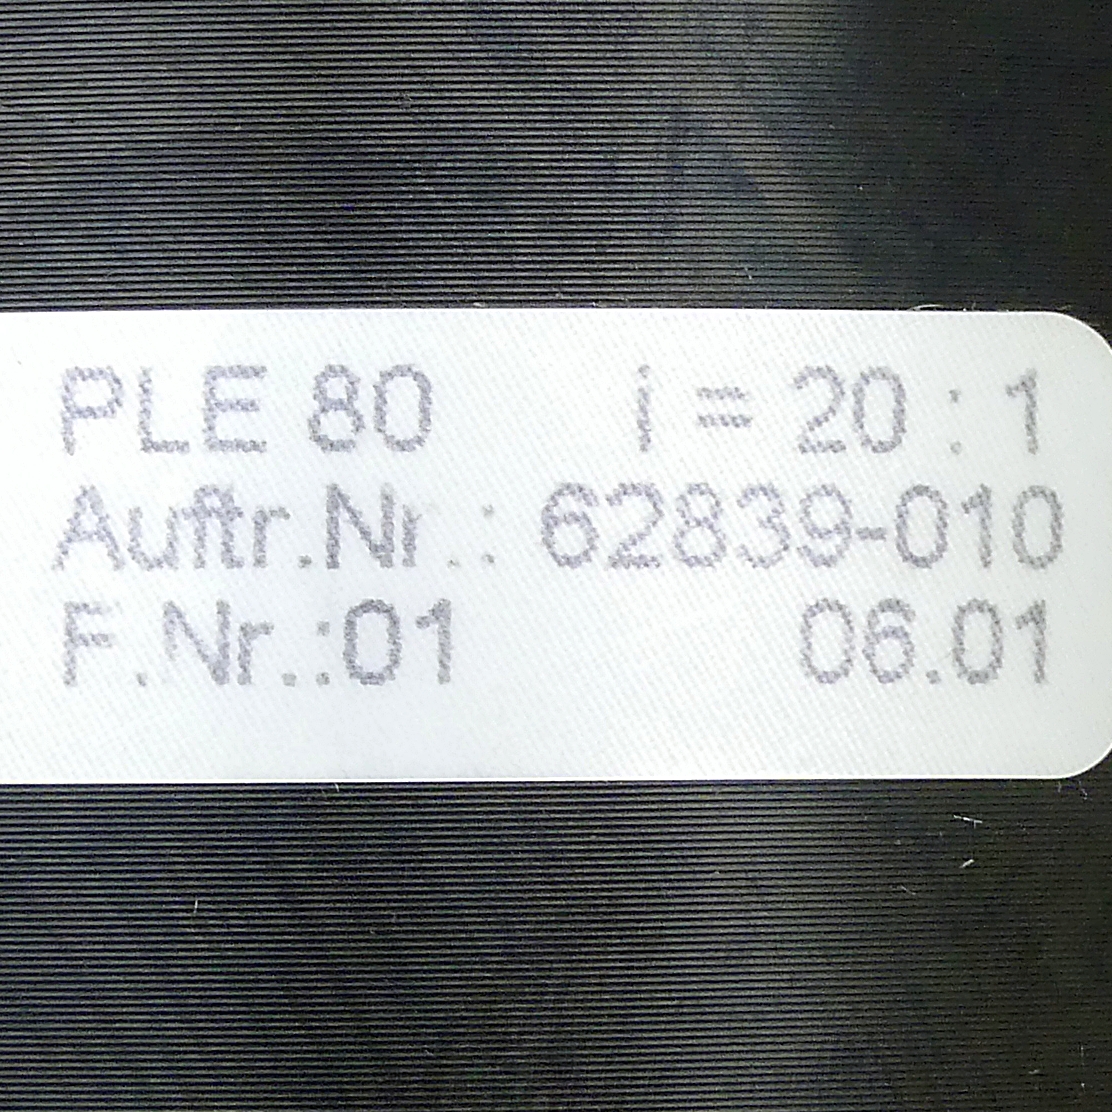 PLE 80 i = 20 : 1
Auftr.Nr.: 62839-010
F.Nr.:01 06.01